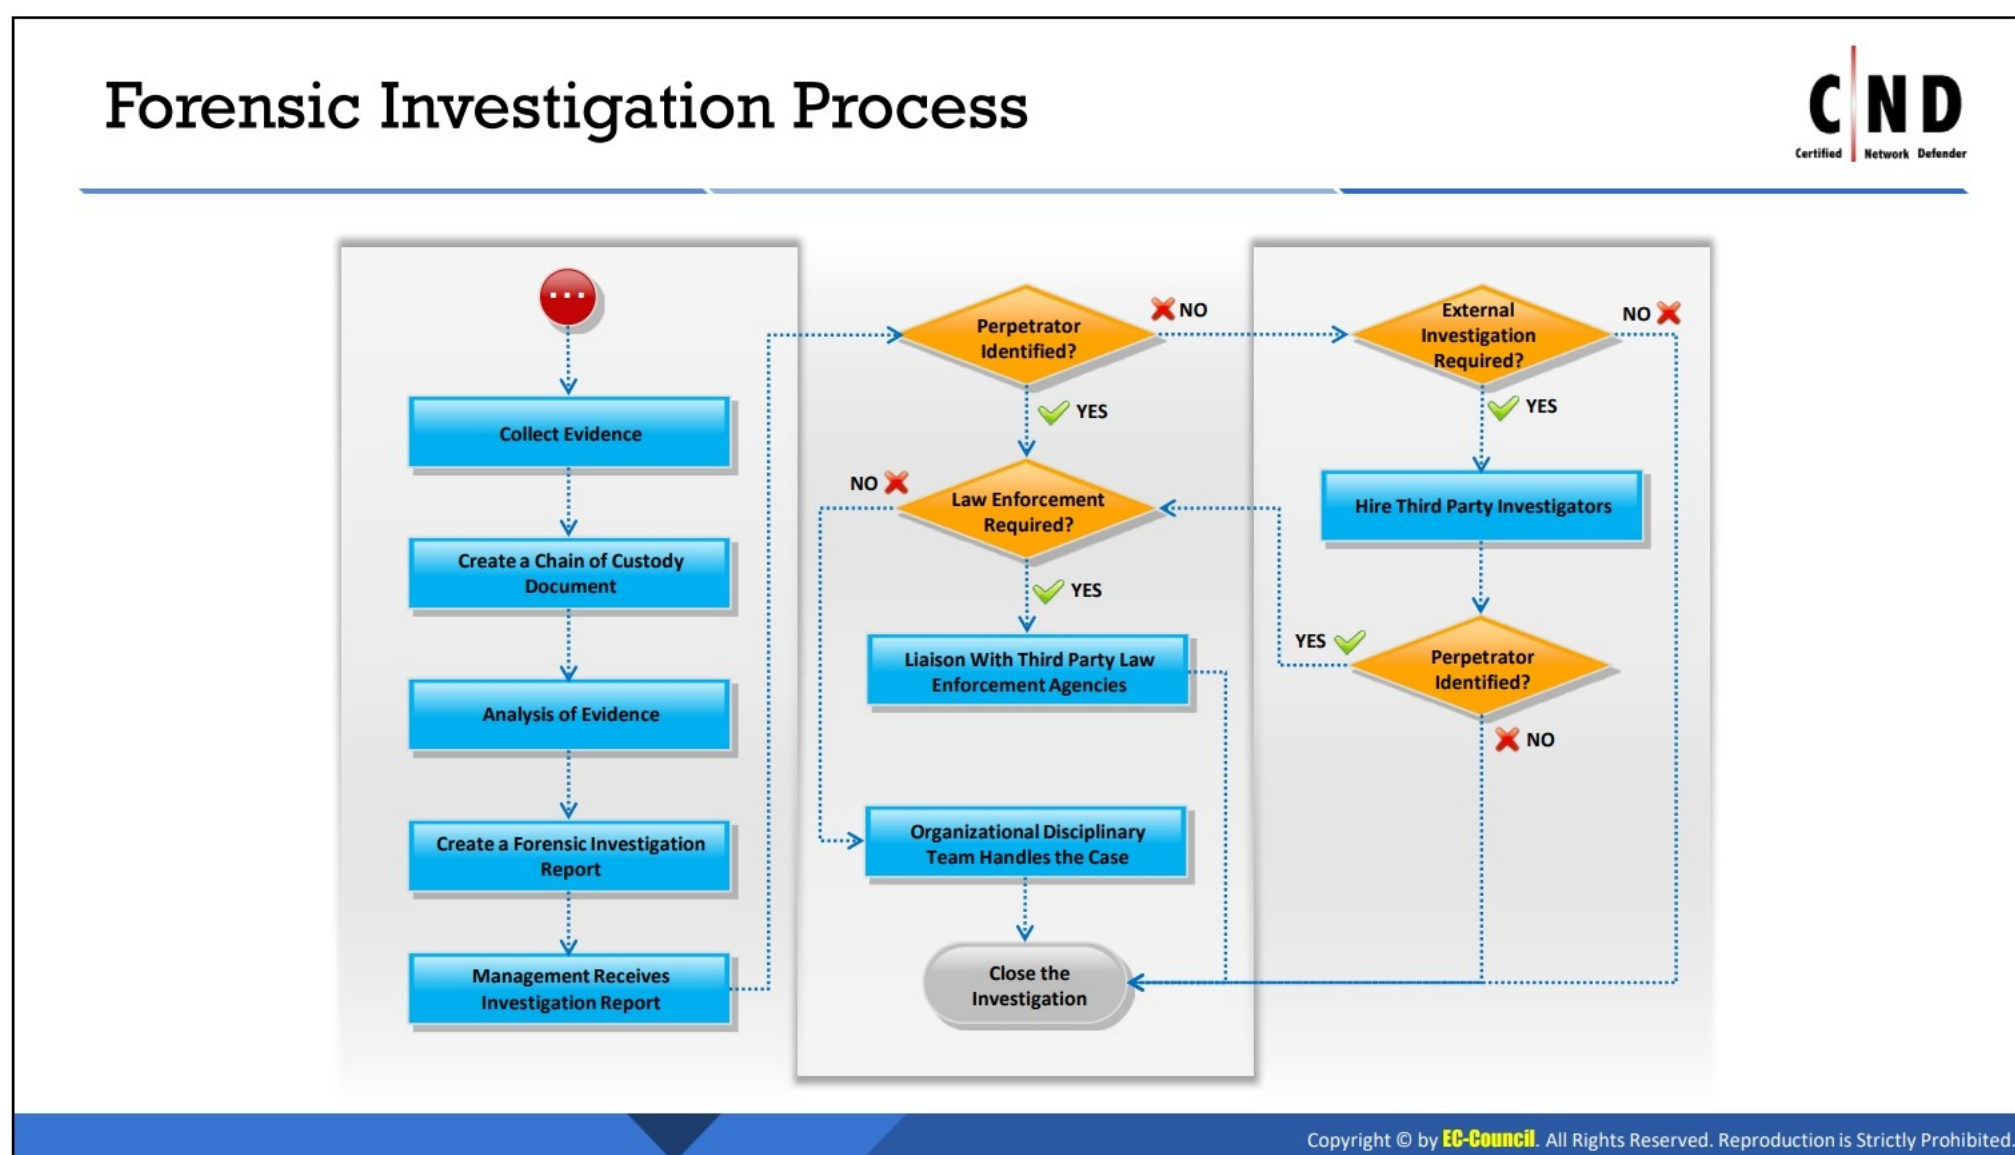 Forensic Investigation Process
C ND
Certified Network Defender
...
Collect Evidence
Create a Chain of Custody
Document
Analysis of Evidence
Create a Forensic Investigation
Report
Management Receives
Investigation Report
Perpetrator
Identified?
NO
YES
Law Enforcement
Required?
NO
YES
Liaison With Third Party Law
Enforcement Agencies
Organizational Disciplinary
Team Handles the Case
Close the
Investigation
External
Investigation
Required?
NO
YES
Hire Third Party Investigators
Perpetrator
Identified?
YES
NO
Copyright © by EC-Council. All Rights Reserved. Reproduction is Strictly Prohibited.